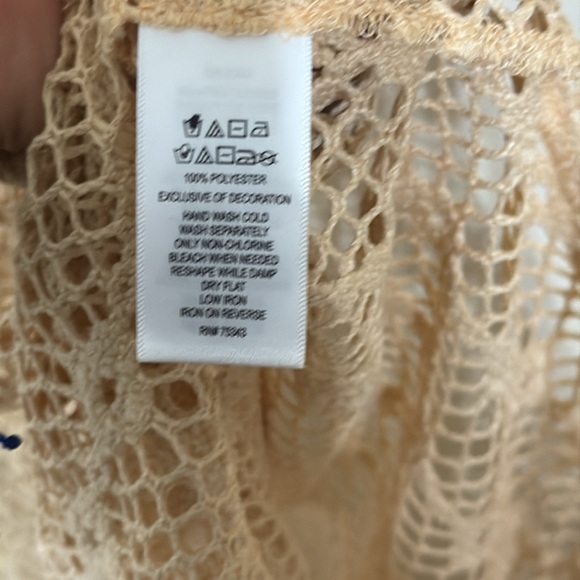 100% POLYESTER
EXCLUSIVE OF DECORATION
HAND WASH COLD
WASH SEPARATELY
ONLY NON-CHLORINE
BLEACH WHEN NEEDED
RESHAPE WHILE DAMP
DRY FLAT
LOW IRON
IRON ON REVERSE
RN# 75343